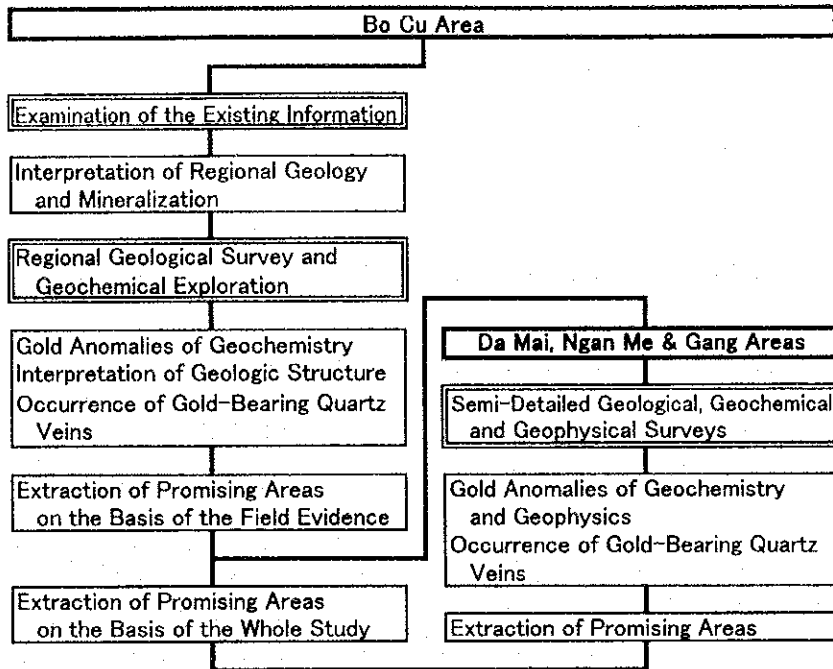 Bo Cu Area
Examination of the Existing Information
Interpretation of Regional Geology
and Mineralization
Regional Geological Survey and
Geochemical Exploration
Gold Anomalies of Geochemistry
Interpretation of Geologic Structure
Occurrence of Gold-Bearing Quartz
Veins
Extraction of Promising Areas
on the Basis of the Field Evidence
Extraction of Promising Areas
on the Basis of the Whole Study
Da Mai, Ngan Me & Gang Areas
Semi-Detailed Geological, Geochemical
and Geophysical Surveys
Gold Anomalies of Geochemistry
and Geophysics
Occurrence of Gold-Bearing Quartz
Veins
Extraction of Promising Areas